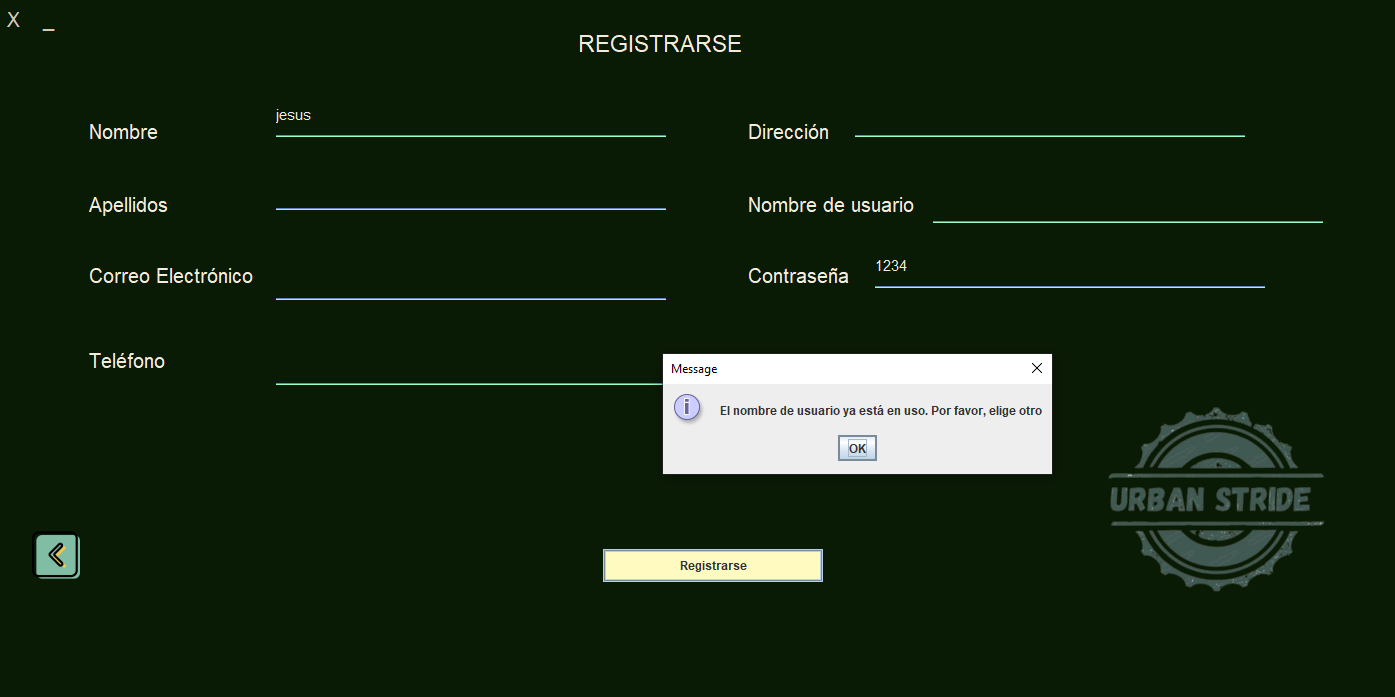 X _
REGISTRARSE
Nombre jesus
Dirección
Apellidos
Nombre de usuario
Correo Electrónico
Contraseña 1234
Teléfono
Message
El nombre de usuario ya está en uso. Por favor, elige otro
OK
URBAN STRIDE
Registrarse